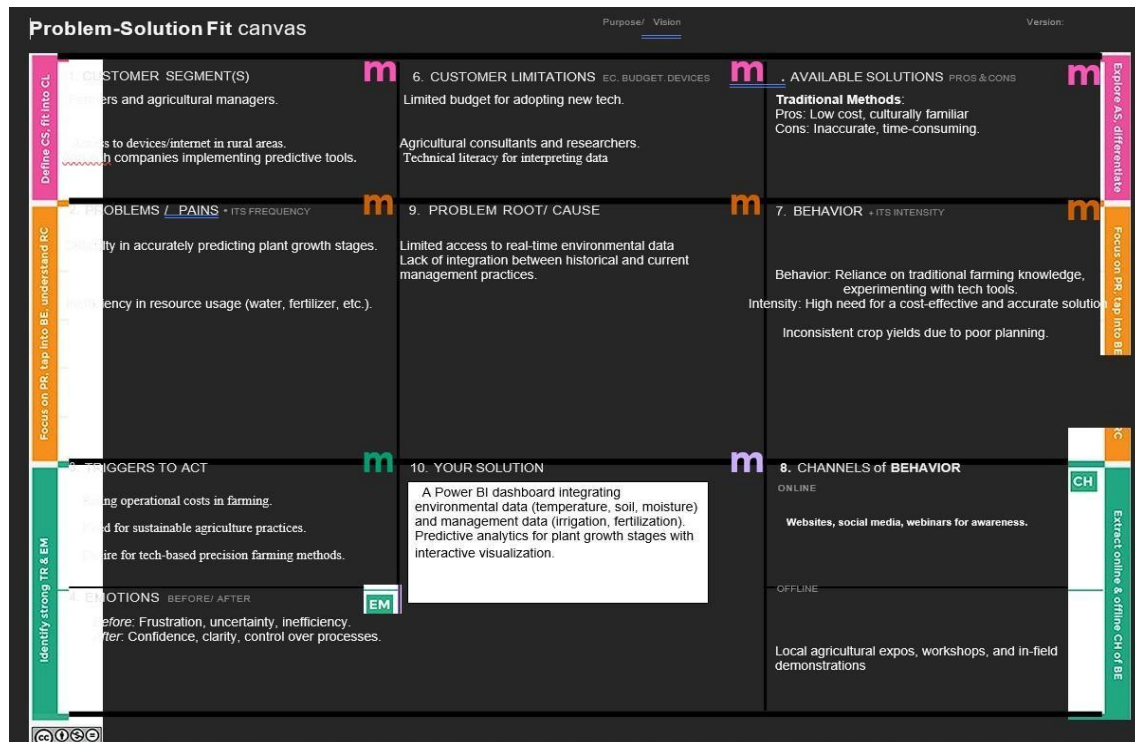 Problem-Solution Fit canvas
Purpose/ Vision
Version:
Define CS, fit into CL
1. CUSTOMER SEGMENT(S)
ers and agricultural managers.
s to devices/internet in rural areas.
h companies implementing predictive tools.
m
6. CUSTOMER LIMITATIONS EC. BUDGET. DEVICES
Limited budget for adopting new tech.
Agricultural consultants and researchers.
Technical literacy for interpreting data
m
. AVAILABLE SOLUTIONS PROS & CONS
Traditional Methods:
Pros: Low cost, culturally familiar
Cons: Inaccurate, time-consuming.
m
Explore AS, differentiate
Focus on PR, tap into BE, understand RC
2. PROBLEMS / PAINS + ITS FREQUENCY
lty in accurately predicting plant growth stages.
ency in resource usage (water, fertilizer, etc.).
m
9. PROBLEM ROOT/ CAUSE
Limited access to real-time environmental data
Lack of integration between historical and current
management practices.
m
7. BEHAVIOR + ITS INTENSITY
Behavior: Reliance on traditional farming knowledge,
experimenting with tech tools.
Intensity: High need for a cost-effective and accurate solution
Inconsistent crop yields due to poor planning.
m
Focus on PR, tap into BE
RC
Identify strong TR & EM
3. TRIGGERS TO ACT
ng operational costs in farming.
d for sustainable agriculture practices.
ire for tech-based precision farming methods.
m
4. EMOTIONS BEFORE/ AFTER
EM
Before: Frustration, uncertainty, inefficiency.
After: Confidence, clarity, control over processes.
10. YOUR SOLUTION
A Power BI dashboard integrating
environmental data (temperature, soil, moisture)
and management data (irrigation, fertilization).
Predictive analytics for plant growth stages with
interactive visualization.
m
8. CHANNELS of BEHAVIOR
CH
ONLINE
Websites, social media, webinars for awareness.
OFFLINE
Local agricultural expos, workshops, and in-field
demonstrations
Extract online & offline CH of BE